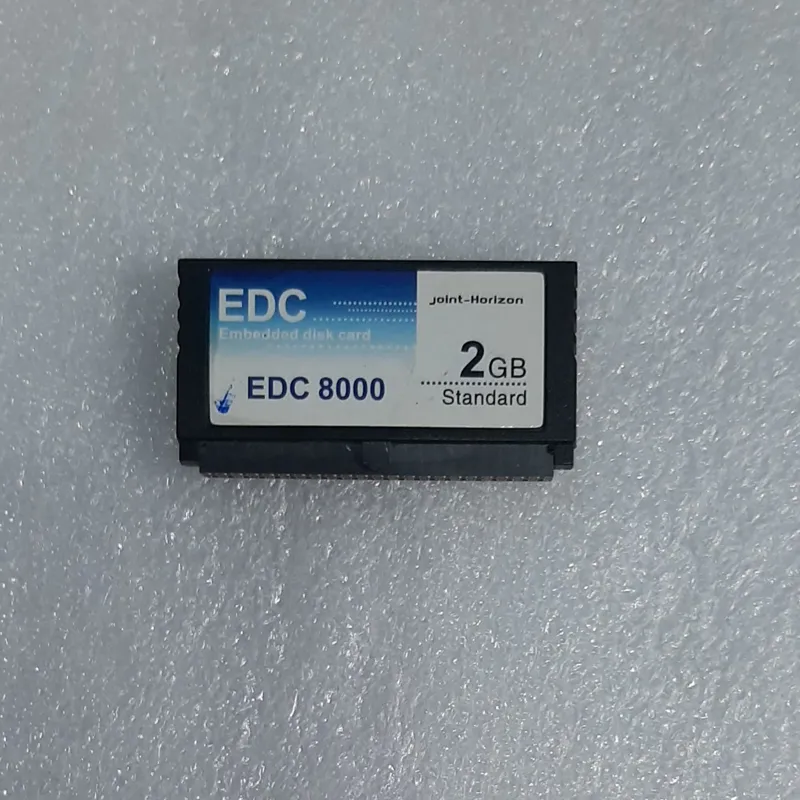 EDC
Embedded disk card
EDC 8000
Joint-Horizon
2GB
Standard